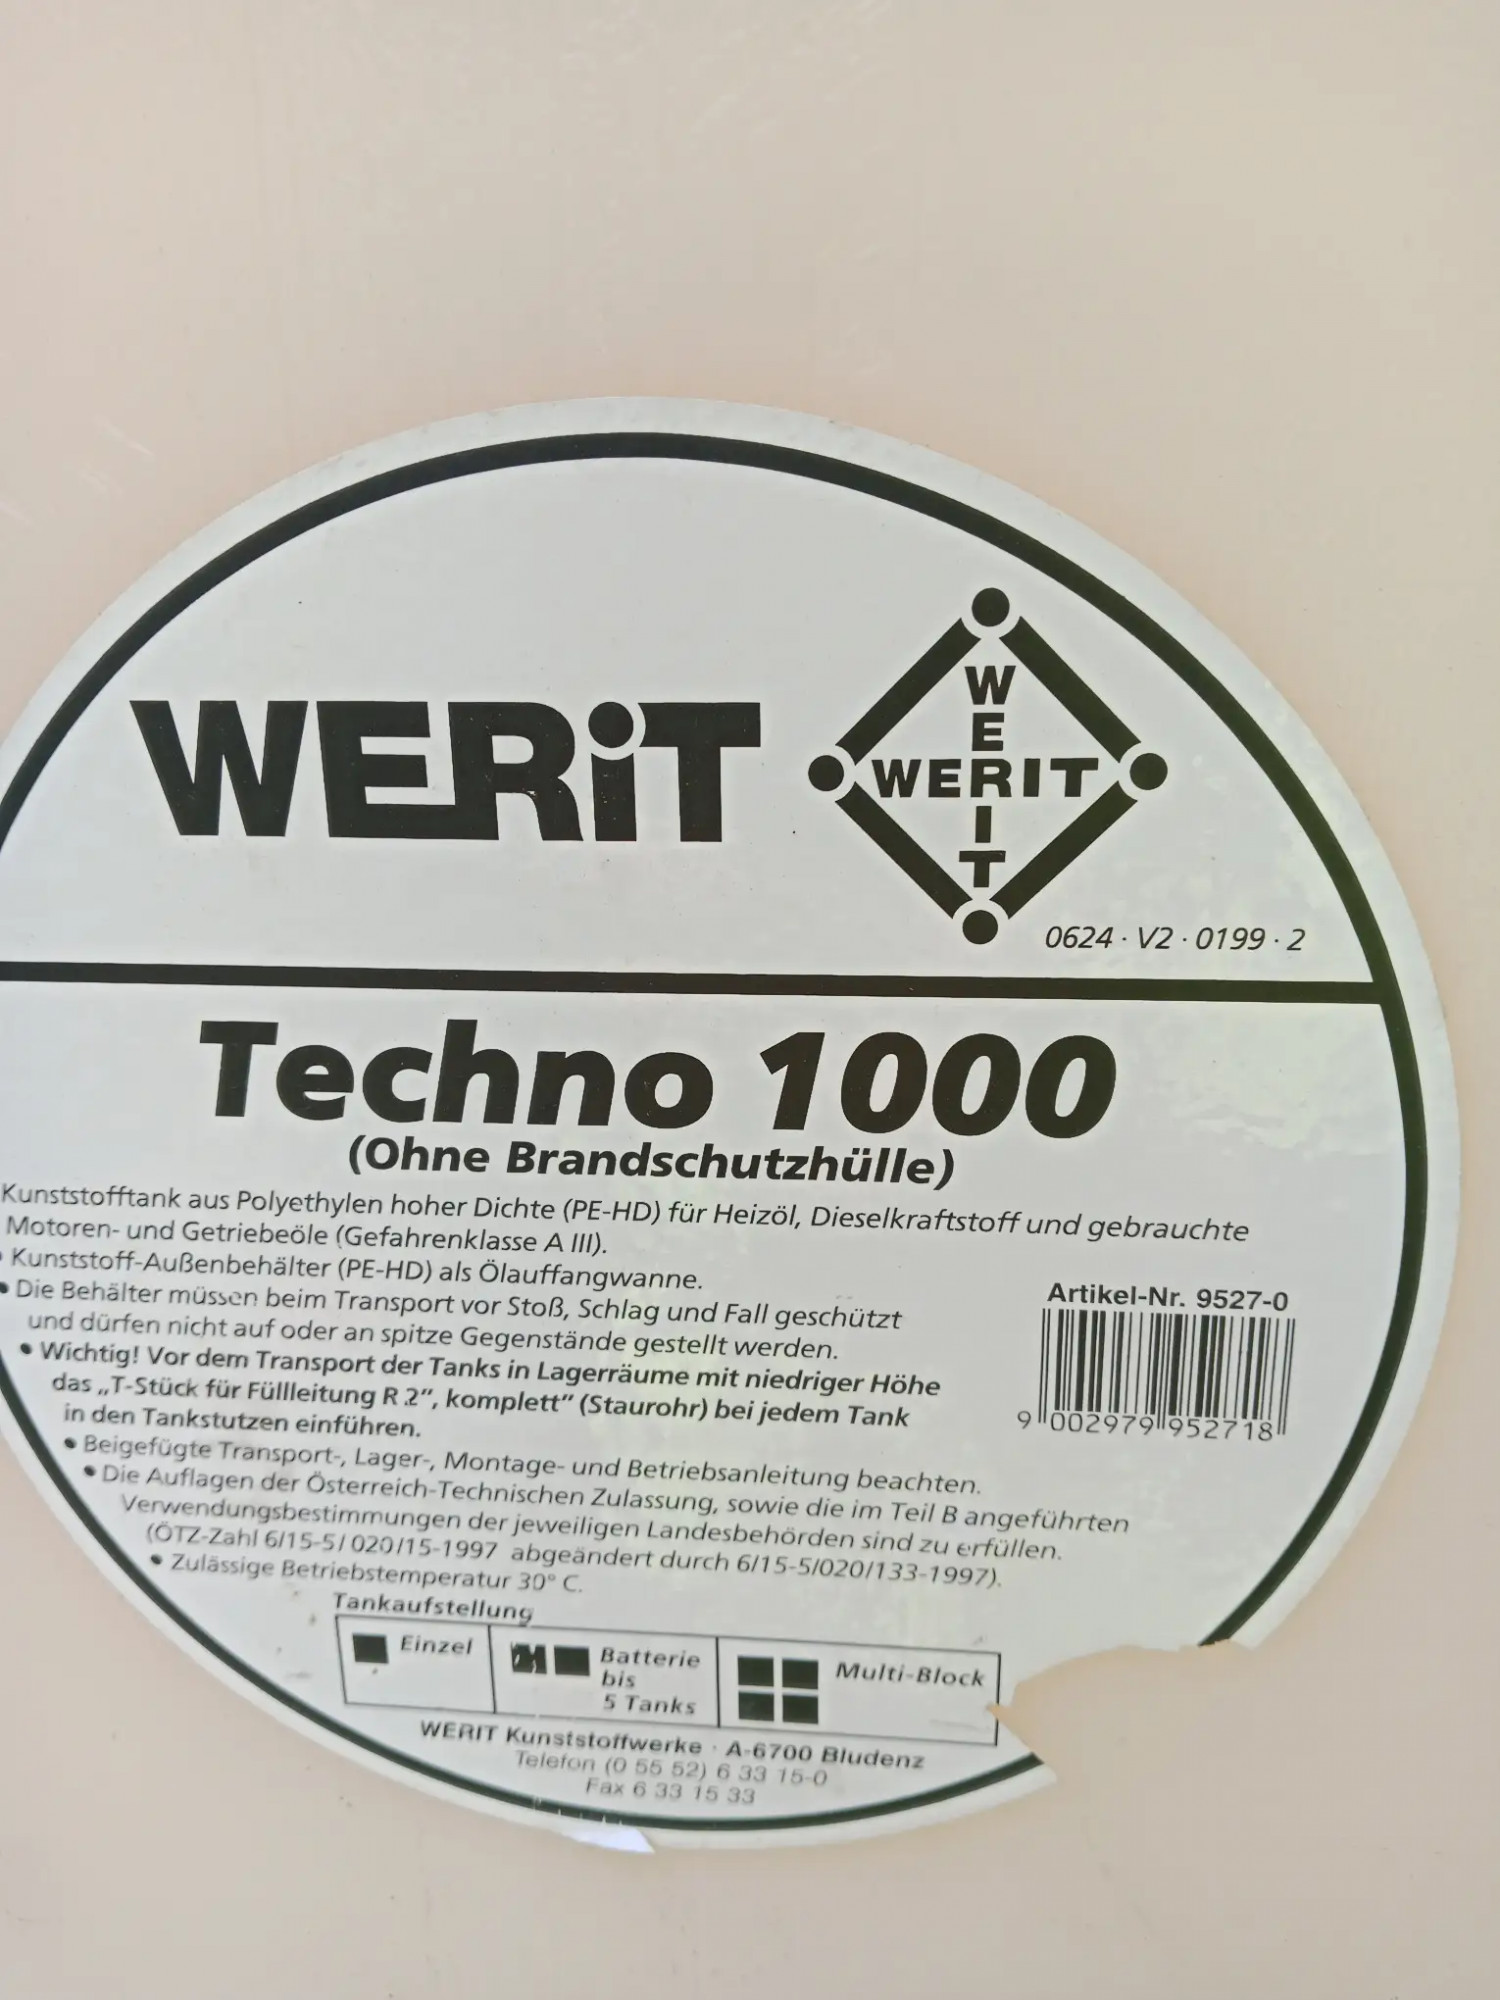 WERiT
W
E
WERIT
I
T
0624 · V2 · 0199 · 2
Techno 1000
(Ohne Brandschutzhülle)
Kunststofftank aus Polyethylen hoher Dichte (PE-HD) für Heizöl, Dieselkraftstoff und gebrauchte
Motoren- und Getriebeöle (Gefahrenklasse A III).
• Kunststoff-Außenbehälter (PE-HD) als Ölauffangwanne.
• Die Behälter müssen beim Transport vor Stoß, Schlag und Fall geschützt
und dürfen nicht auf oder an spitze Gegenstände gestellt werden.
• Wichtig! Vor dem Transport der Tanks in Lagerräume mit niedriger Höhe
das „T-Stück für Füllleitung R 2“, komplett” (Staurohr) bei jedem Tank
in den Tankstutzen einführen.
Artikel-Nr. 9527-0
9 002979 952718
• Beigefügte Transport-, Lager-, Montage- und Betriebsanleitung beachten.
• Die Auflagen der Österreich-Technischen Zulassung, sowie die im Teil B angeführten
Verwendungsbestimmungen der jeweiligen Landesbehörden sind zu erfüllen.
(ÖTZ-Zahl 6/15-5/020/15-1997 abgeändert durch 6/15-5/020/133-1997).
• Zulässige Betriebstemperatur 30° C.
Tankaufstellung
Einzel
Batterie
bis
5 Tanks
Multi-Block
WERIT Kunststoffwerke · A-6700 Bludenz
Telefon (0 55 52) 6 33 15-0
Fax 6 33 15 33